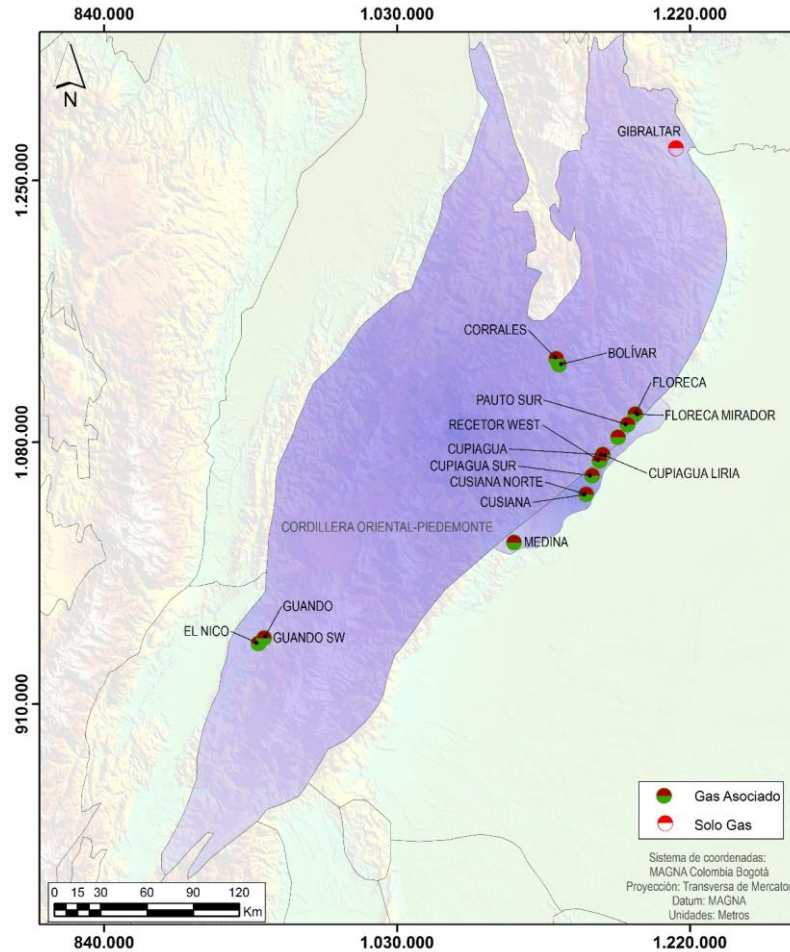 840.000 1.030.000 1.220.000
N
GIBRALTAR
1.250.000
CORRALES
BOLÍVAR
FLORECA
PAUTO SUR
FLORECA MIRADOR
RECETOR WEST
1.080.000
CUPIAGUA
CUPIAGUA SUR
CUPIAGUA LIRIA
CUSIANA NORTE
CUSIANA
CORDILLERA ORIENTAL-PIEDEMONTE
MEDINA
GUANDO
EL NICO
GUANDO SW
910.000
Gas Asociado
Solo Gas
Sistema de coordenadas:
MAGNA Colombia Bogotá
Proyección: Transversa de Mercator
Datum: MAGNA
Unidades: Metros
0 15 30 60 90 120
Km
840.000 1.030.000 1.220.000